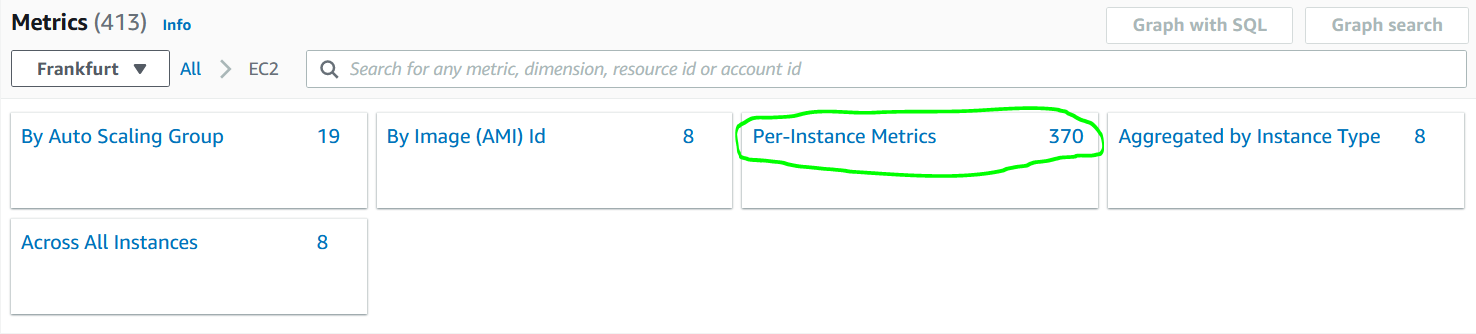 Metrics (413) Info
Graph with SQL
Graph search
Frankfurt ▼ All > EC2
Search for any metric, dimension, resource id or account id
By Auto Scaling Group 19
By Image (AMI) Id 8
Per-Instance Metrics 370
Aggregated by Instance Type 8
Across All Instances 8